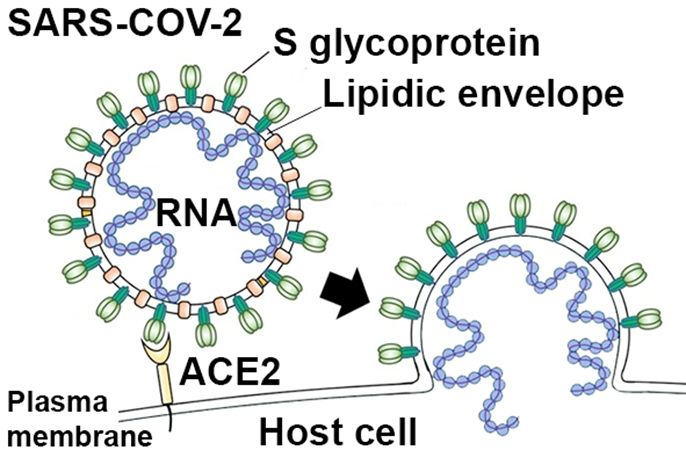 SARS-COV-2
S glycoprotein
Lipidic envelope
RNA
ACE2
Plasma
membrane
Host cell